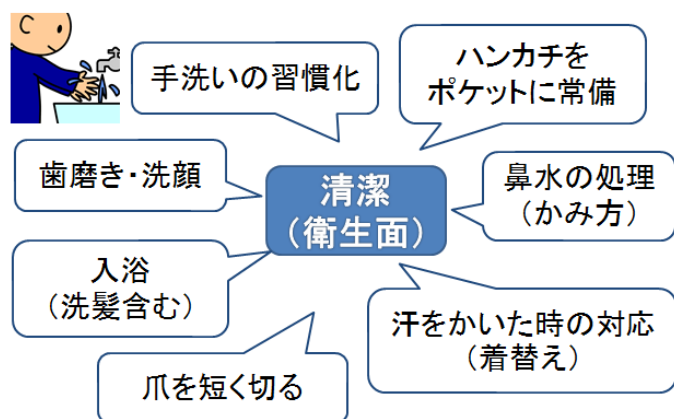 手洗いの習慣化
ハンカチを
ポケットに常備
歯磨き・洗顔
清潔
(衛生面)
鼻水の処理
(かみ方)
入浴
(洗髪含む)
汗をかいた時の対応
(着替え)
爪を短く切る